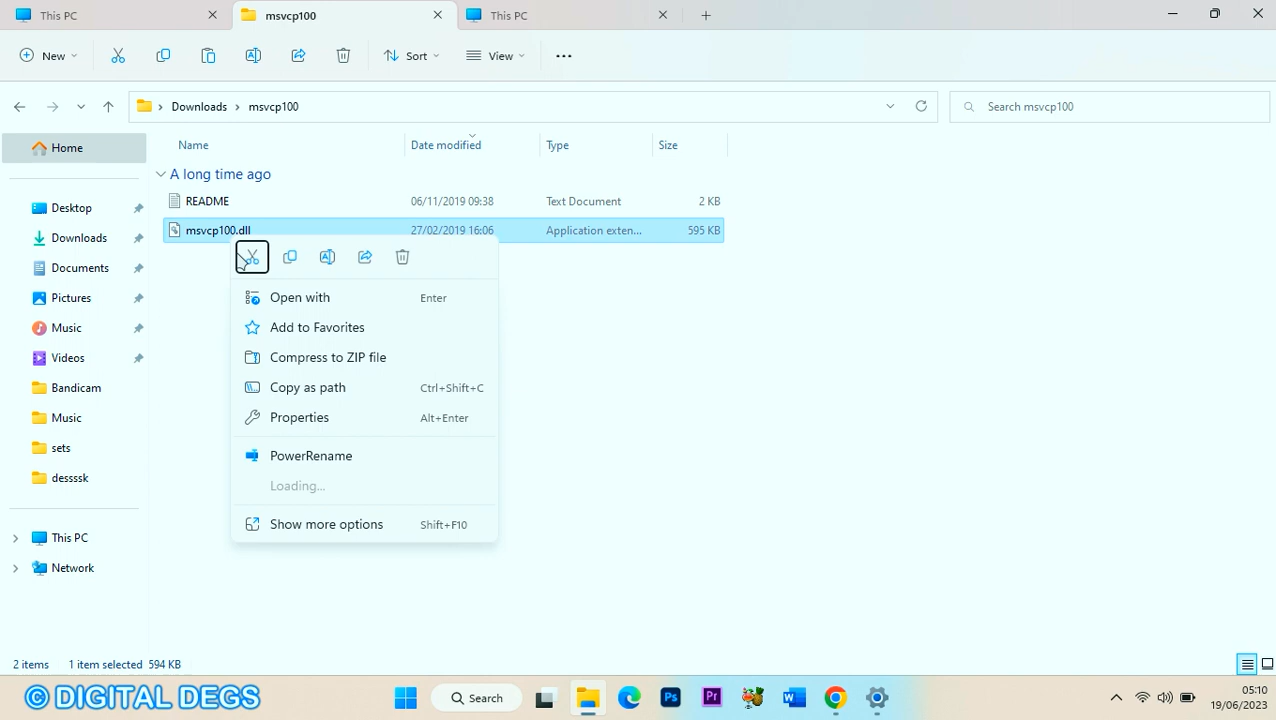 This PC
msvcp100
This PC
New
Sort
View
Downloads
msvcp100
Search msvcp100
Home
Name
Date modified
Type
Size
A long time ago
README
06/11/2019 09:38
Text Document
2 KB
msvcp100.dll
27/02/2019 16:06
Application exten...
595 KB
Desktop
Downloads
Documents
Pictures
Music
Videos
Bandicam
Music
sets
desssk
This PC
Network
Open with Enter
Add to Favorites
Compress to ZIP file
Copy as path Ctrl+Shift+C
Properties Alt+Enter
PowerRename
Loading...
Show more options Shift+F10
2 items 1 item selected 594 KB
© DIGITAL DEGS
Search
05:10
19/06/2023